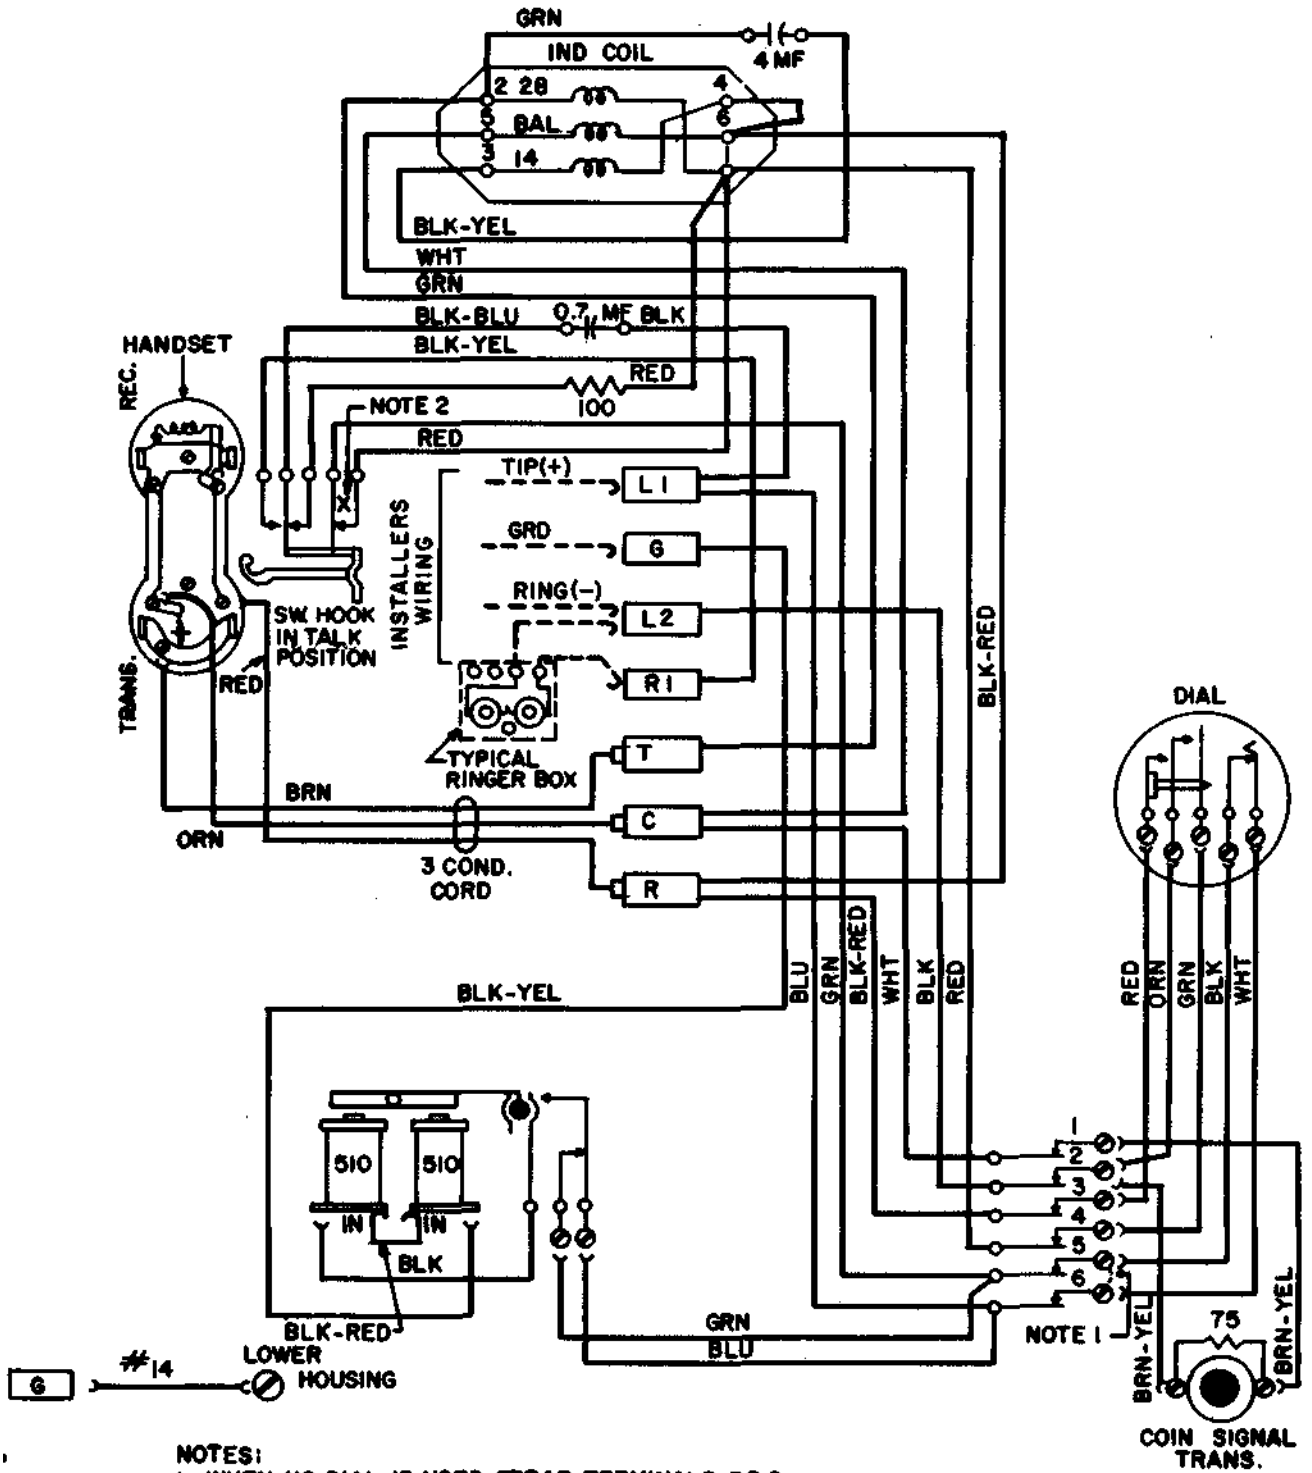 GRN
4 MF
IND COIL
2 28
4
5
6
BAL
3
14
BLK-YEL
WHT
GRN
BLK-BLU
0.7 MF BLK
BLK-YEL
HANDSET
REC.
RED
100
NOTE 2
RED
X
TIP(+)
L1
GRD
G
INSTALLERS
WIRING
RING(-)
L2
SW. HOOK
IN TALK
POSITION
RED
TRANS.
R1
TYPICAL
RINGER BOX
T
BRN
C
ORN
3 COND.
CORD
R
BLK-RED
DIAL
BLU
GRN
BLK-RED
WHT
BLK
RED
RED
ORN
GRN
BLK
WHT
BLK-YEL
510
510
IN
IN
BLK
BLK-RED
1
2
3
4
5
6
GRN
BLU
NOTE 1
BRN-YEL
75
BRN-YEL
COIN SIGNAL
TRANS.
G
#14
LOWER
HOUSING
NOTES: